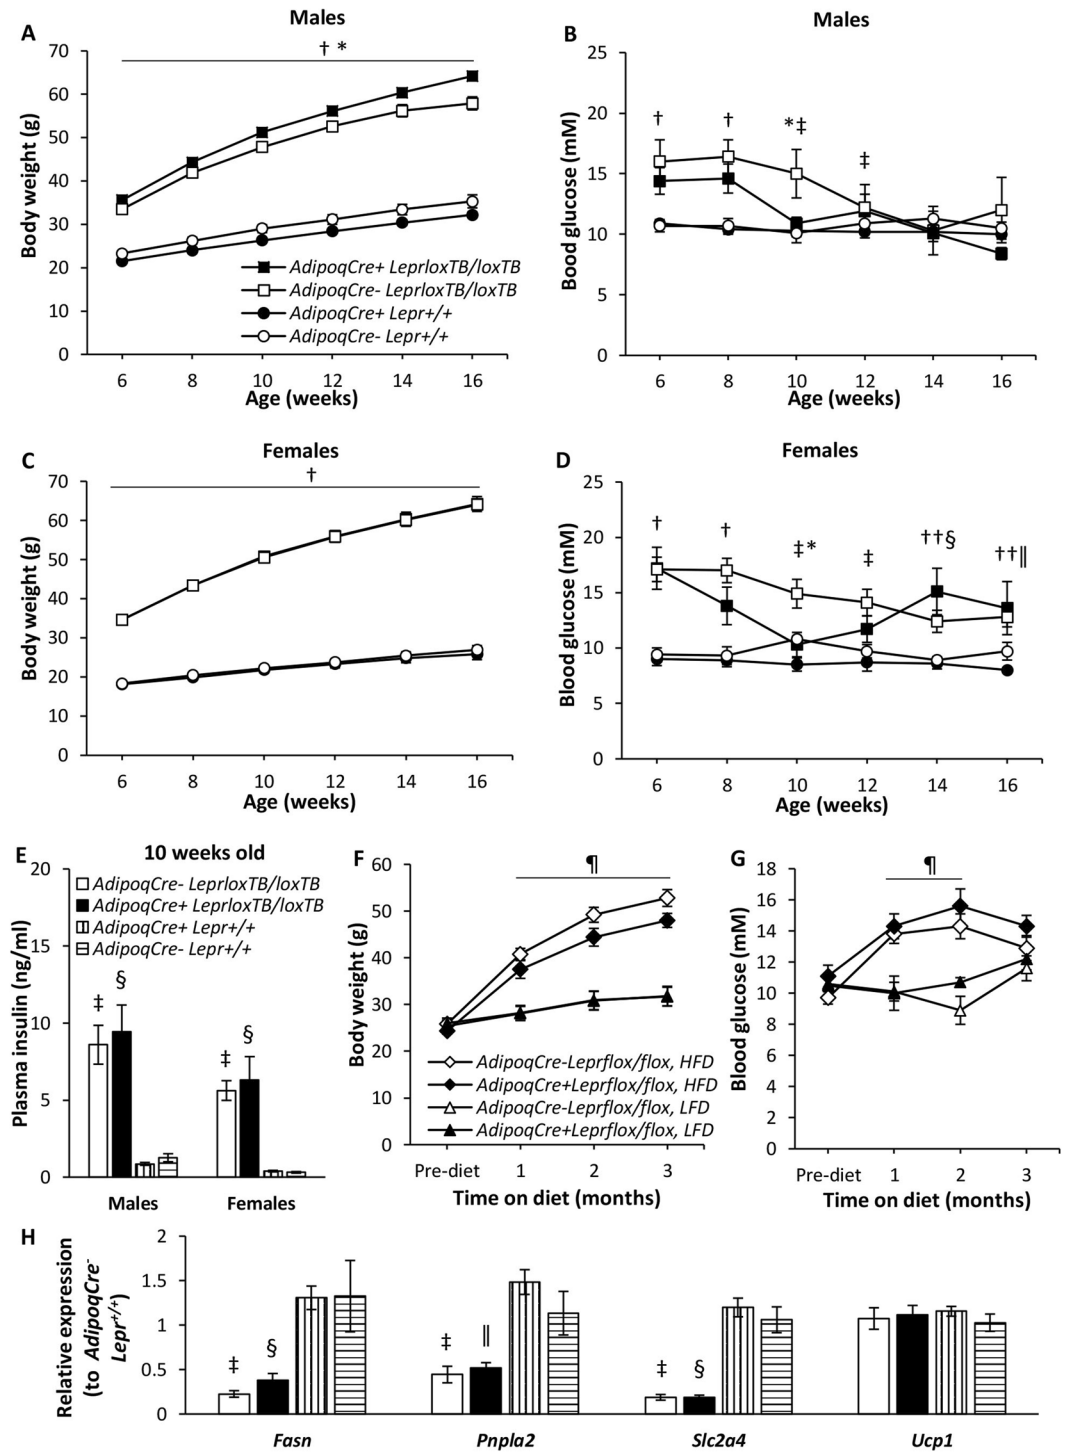 Males
A
† *
70
60
50
40
30
20
10
0
Body weight (g)
AdipoqCre+ LeprloxTB/loxTB
AdipoqCre- LeprloxTB/loxTB
AdipoqCre+ Lepr+/+
AdipoqCre- Lepr+/+
6 8 10 12 14 16
Age (weeks)
Males
B
25
20
15
10
5
0
Bood glucose (mM)
† † *‡ ‡
6 8 10 12 14 16
Age (weeks)
Females
C
†
70
60
50
40
30
20
10
0
Body weight (g)
6 8 10 12 14 16
Age (weeks)
Females
D
25
20
15
10
5
0
Blood glucose (mM)
† † ‡* ‡ ††§ ††‖
6 8 10 12 14 16
Age (weeks)
E
10 weeks old
20
15
10
5
0
Plasma insulin (ng/ml)
AdipoqCre- LeprloxTB/loxTB
AdipoqCre+ LeprloxTB/loxTB
AdipoqCre+ Lepr+/+
AdipoqCre- Lepr+/+
‡ § ‡ §
Males Females
F
¶
60
50
40
30
20
10
0
Body weight (g)
AdipoqCre-Leprflox/flox, HFD
AdipoqCre+Leprflox/flox, HFD
AdipoqCre-Leprflox/flox, LFD
AdipoqCre+Leprflox/flox, LFD
Pre-diet 1 2 3
Time on diet (months)
G
¶
18
16
14
12
10
8
6
4
2
0
Blood glucose (mM)
Pre-diet 1 2 3
Time on diet (months)
H
2
1.5
1
0.5
0
Relative expression
(to AdipoqCre-
Lepr+/+)
‡ § ‡ ‖ ‡ §
Fasn Pnpla2 Slc2a4 Ucp1